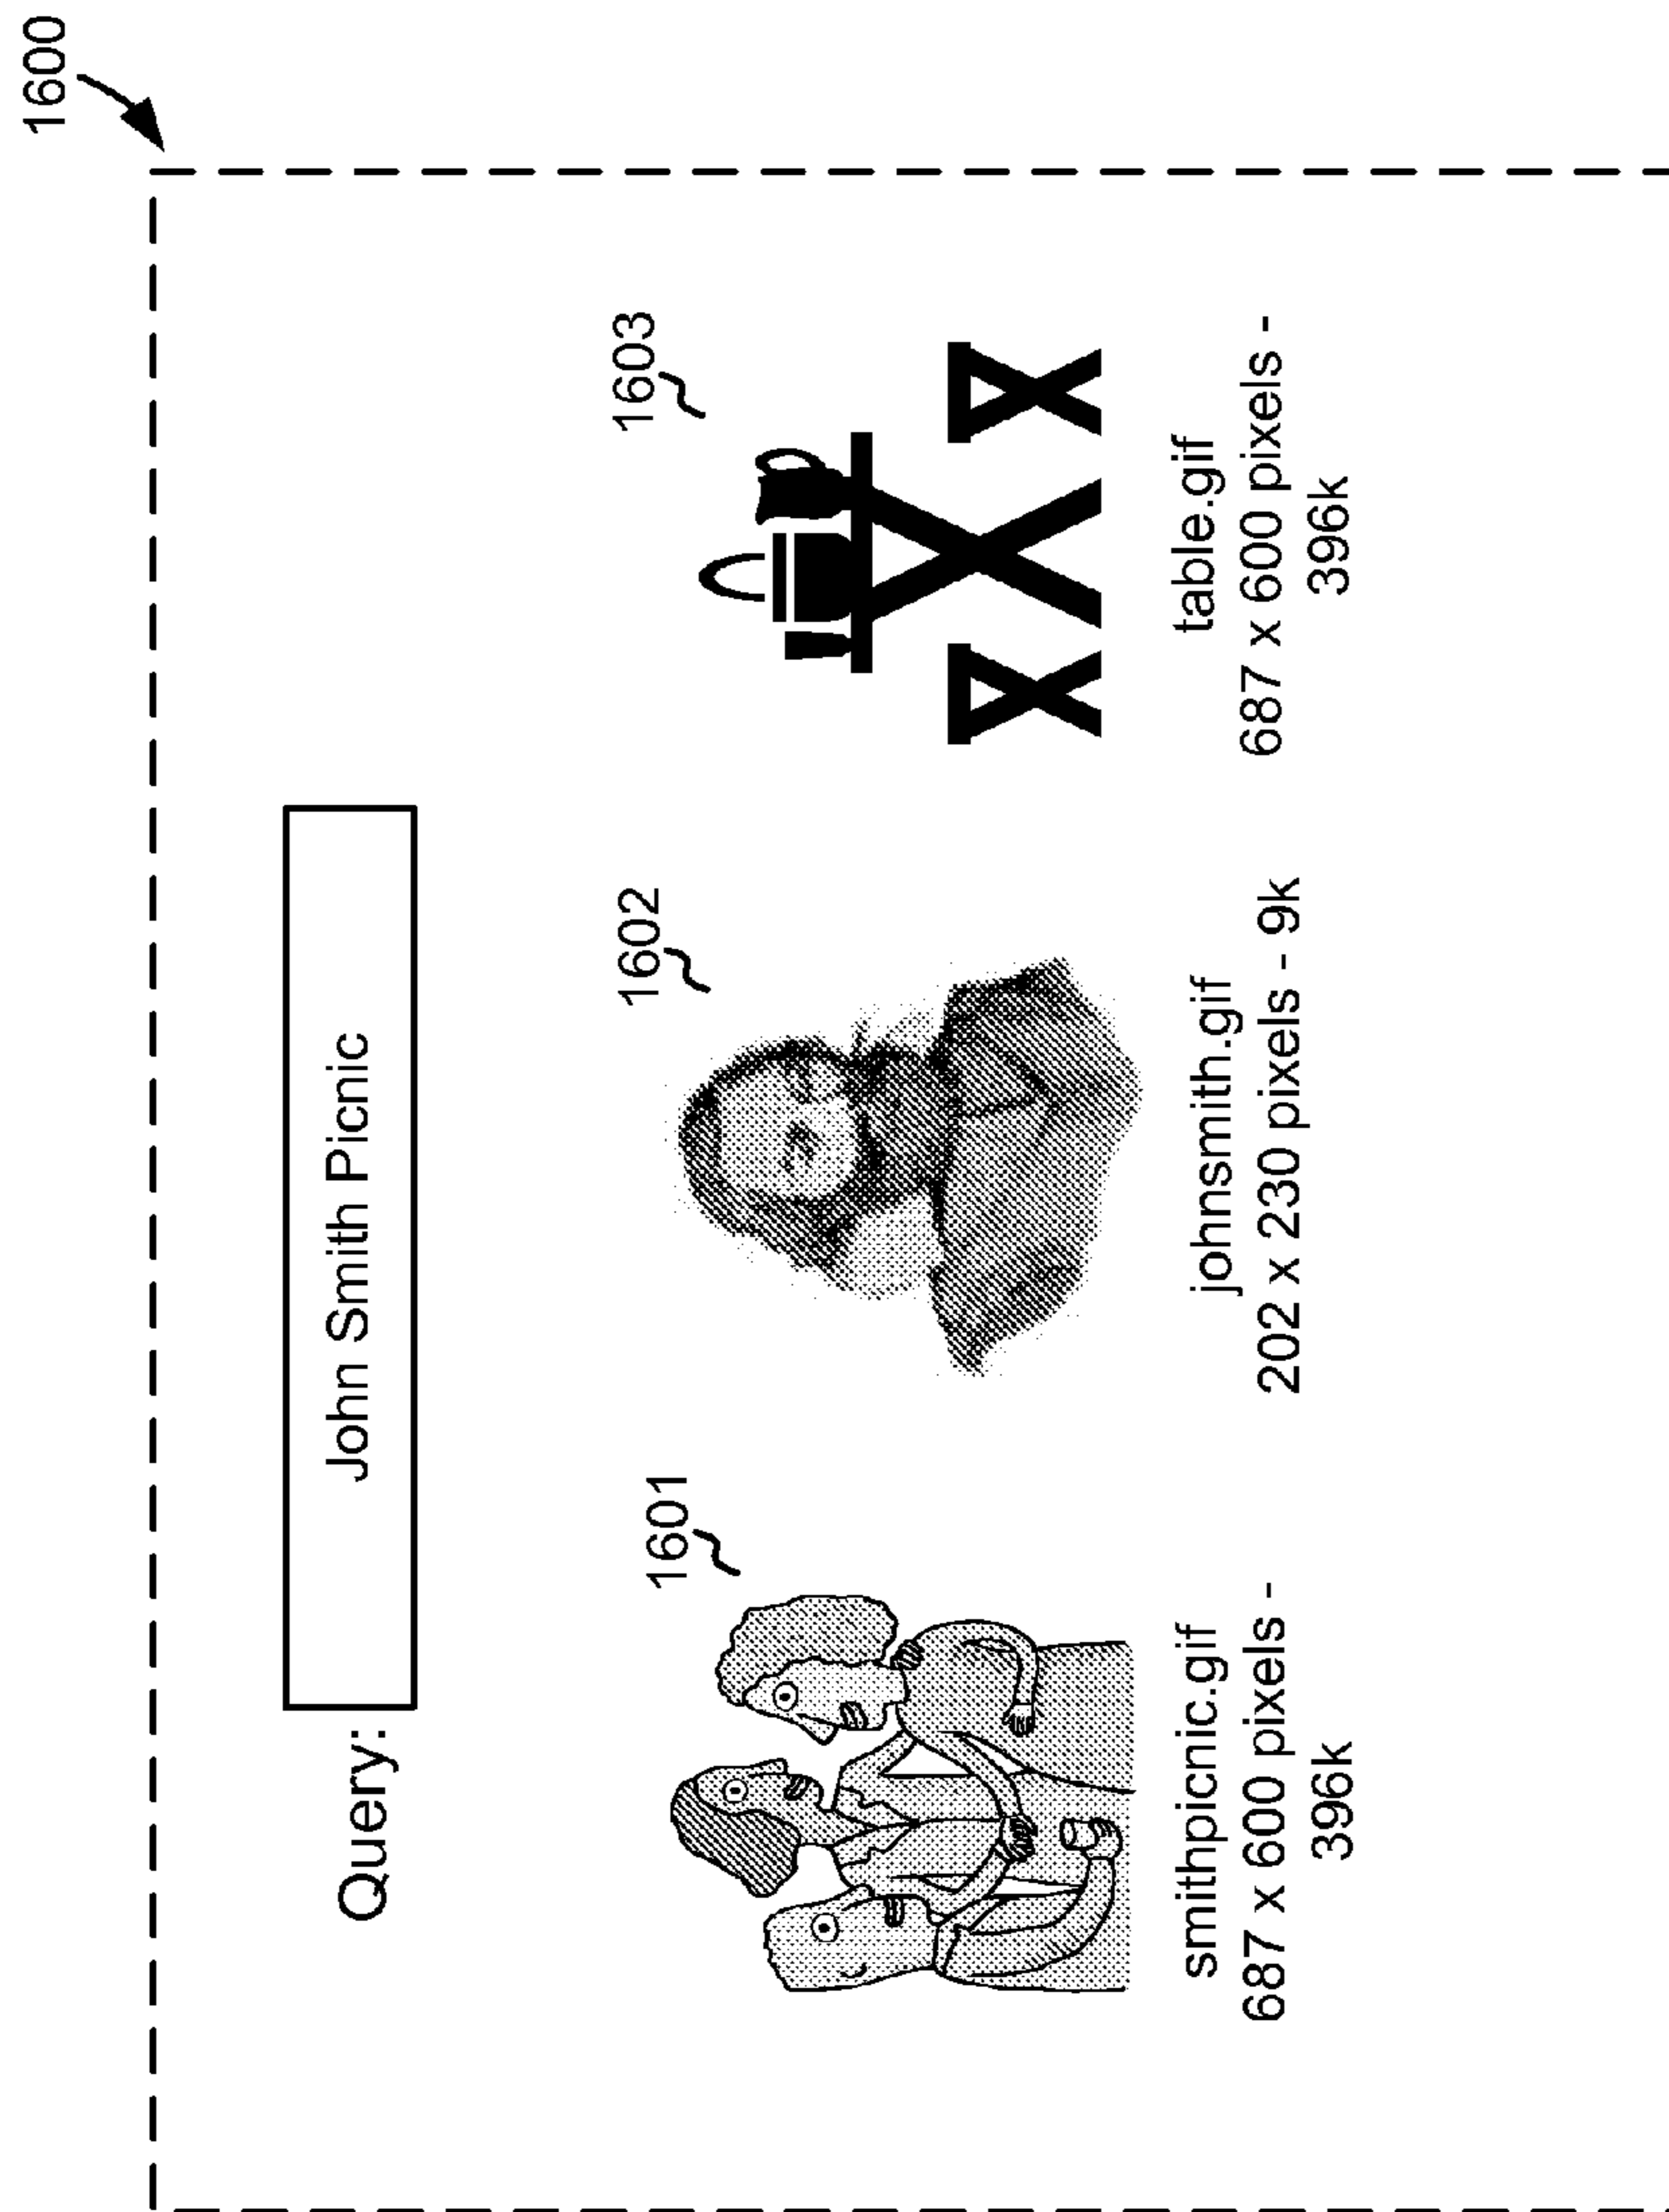 1600
Query:
John Smith Picnic
1601
1602
1603
smithpicnic.gif
687 x 600 pixels -
396k
johnsmith.gif
202 x 230 pixels - 9k
table.gif
687 x 600 pixels -
396k